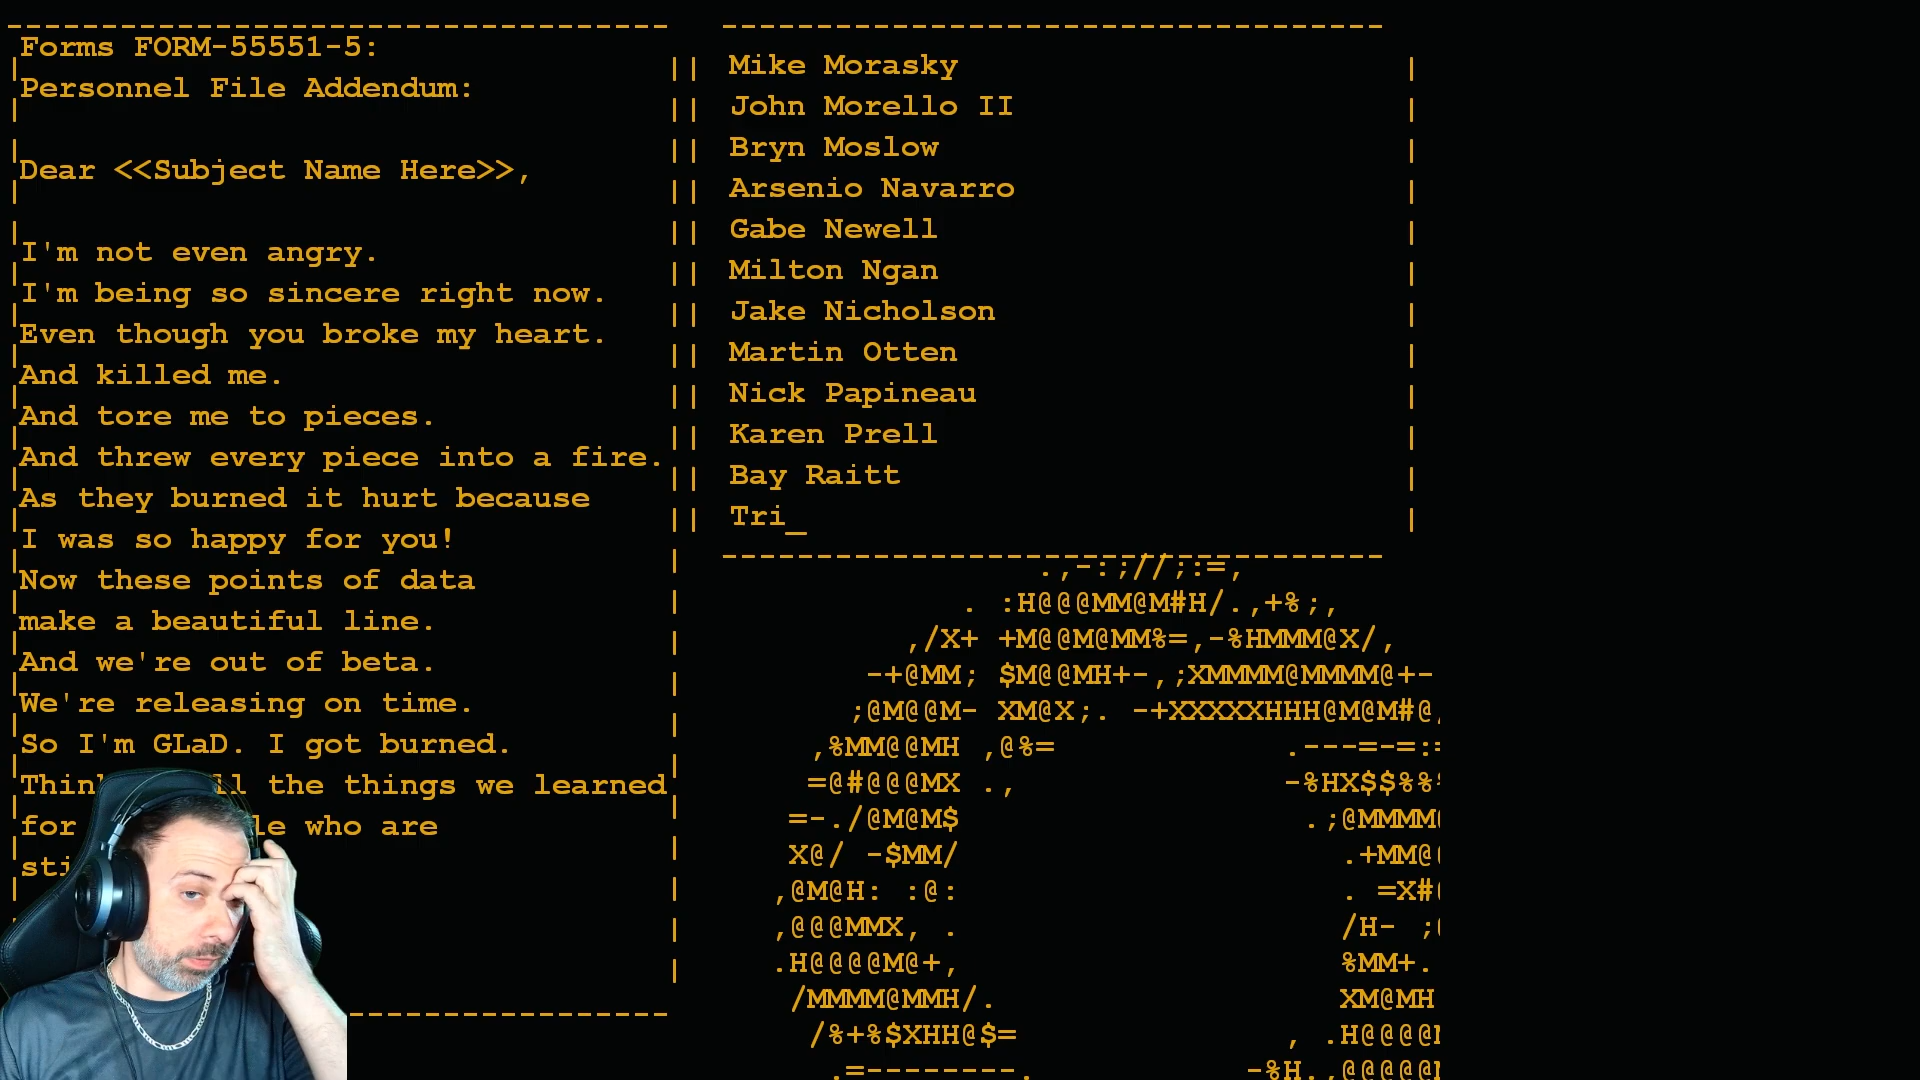 Forms FORM-55551-5:
Personnel File Addendum:
Dear <<Subject Name Here>>,
I'm not even angry.
I'm being so sincere right now.
Even though you broke my heart.
And killed me.
And tore me to pieces.
And threw every piece into a fire.
As they burned it hurt because
I was so happy for you!
Now these points of data
make a beautiful line.
And we're out of beta.
We're releasing on time.
So I'm GLaD. I got burned.
the things we learned
for who are
Mike Morasky
John Morello II
Bryn Moslow
Arsenio Navarro
Gabe Newell
Milton Ngan
Jake Nicholson
Martin Otten
Nick Papineau
Karen Prell
Bay Raitt
Tri_